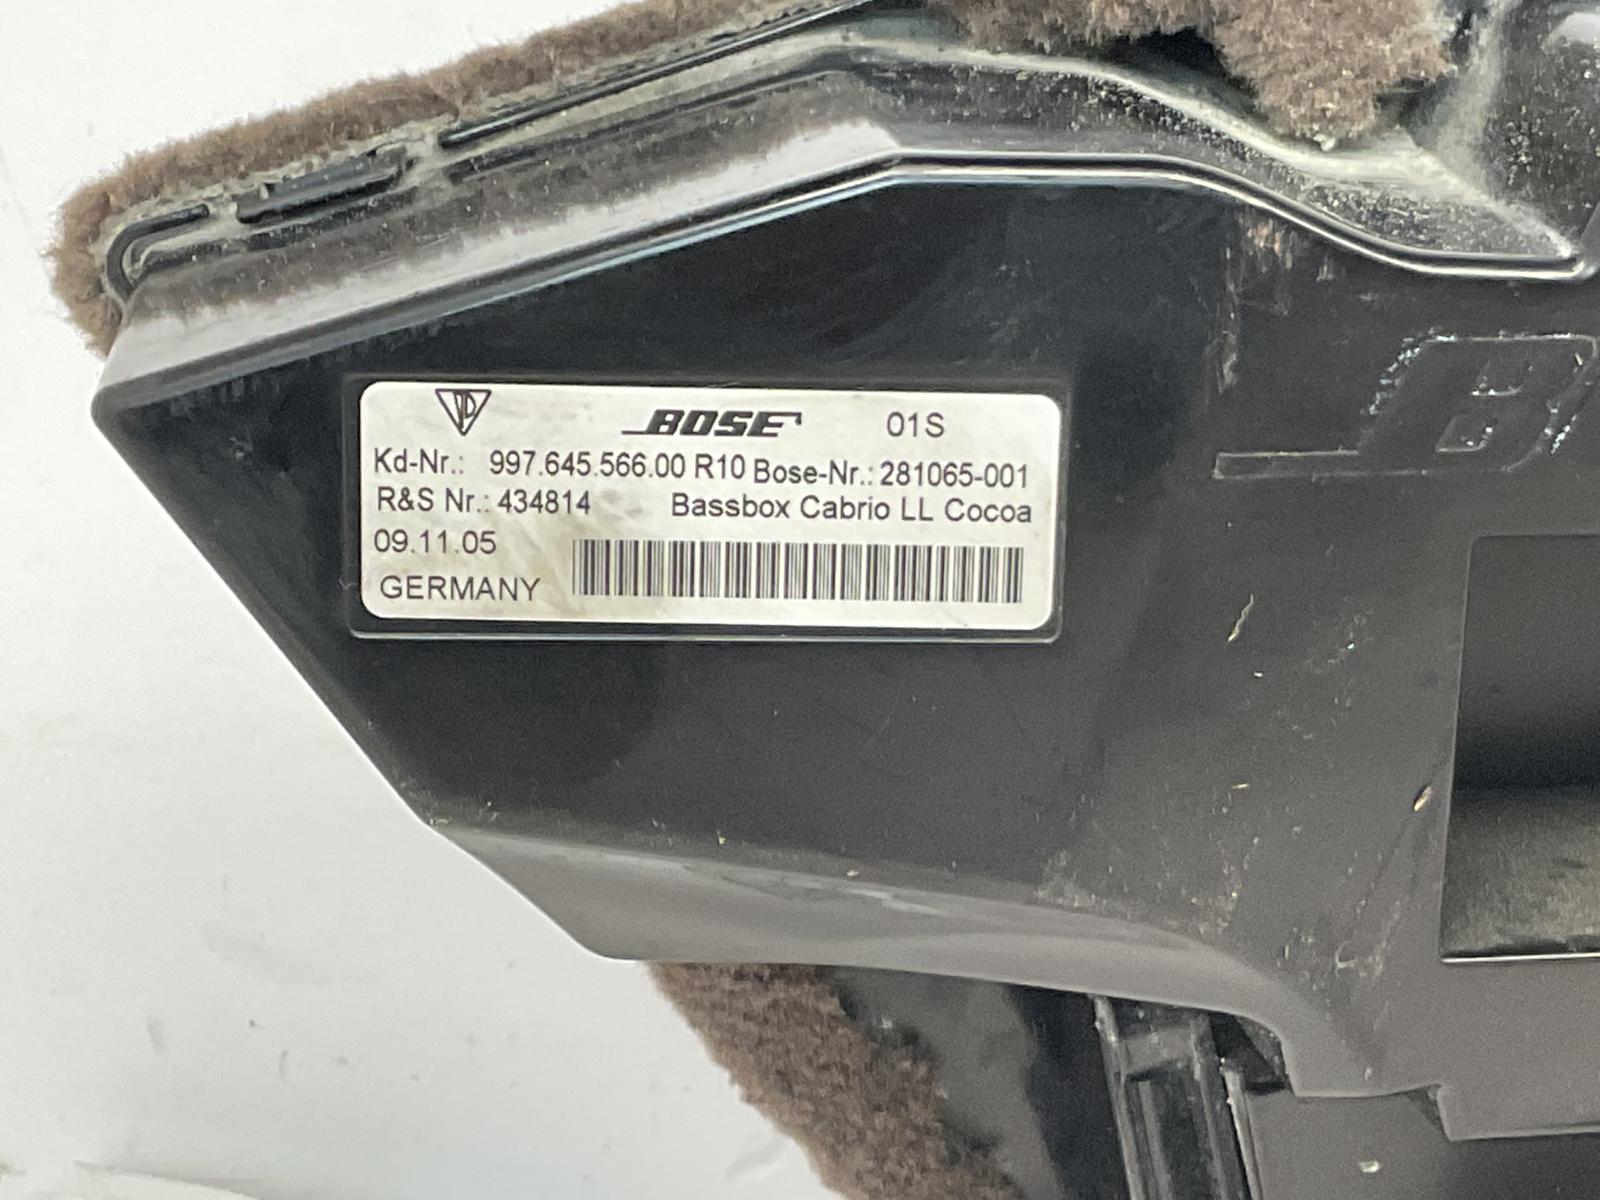 BOSE 01S
Kd-Nr.: 997.645.566.00 R10 Bose-Nr.: 281065-001
R&S Nr.: 434814 Bassbox Cabrio LL Cocoa
09.11.05
GERMANY
B